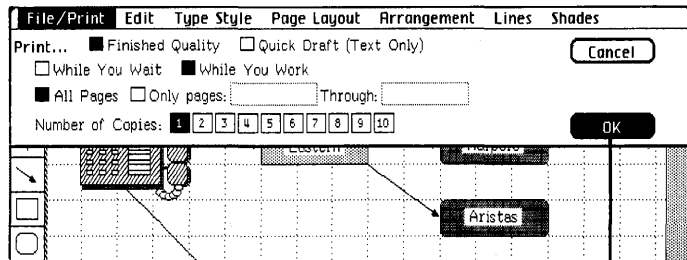 File/Print Edit Type Style Page Layout Arrangement Lines Shades
Print... Finished Quality Quick Draft (Text Only) Cancel
While You Wait While You Work
All Pages Only pages: Through:
Number of Copies: 1 2 3 4 5 6 7 8 9 10 OK
Eastern
Aristas